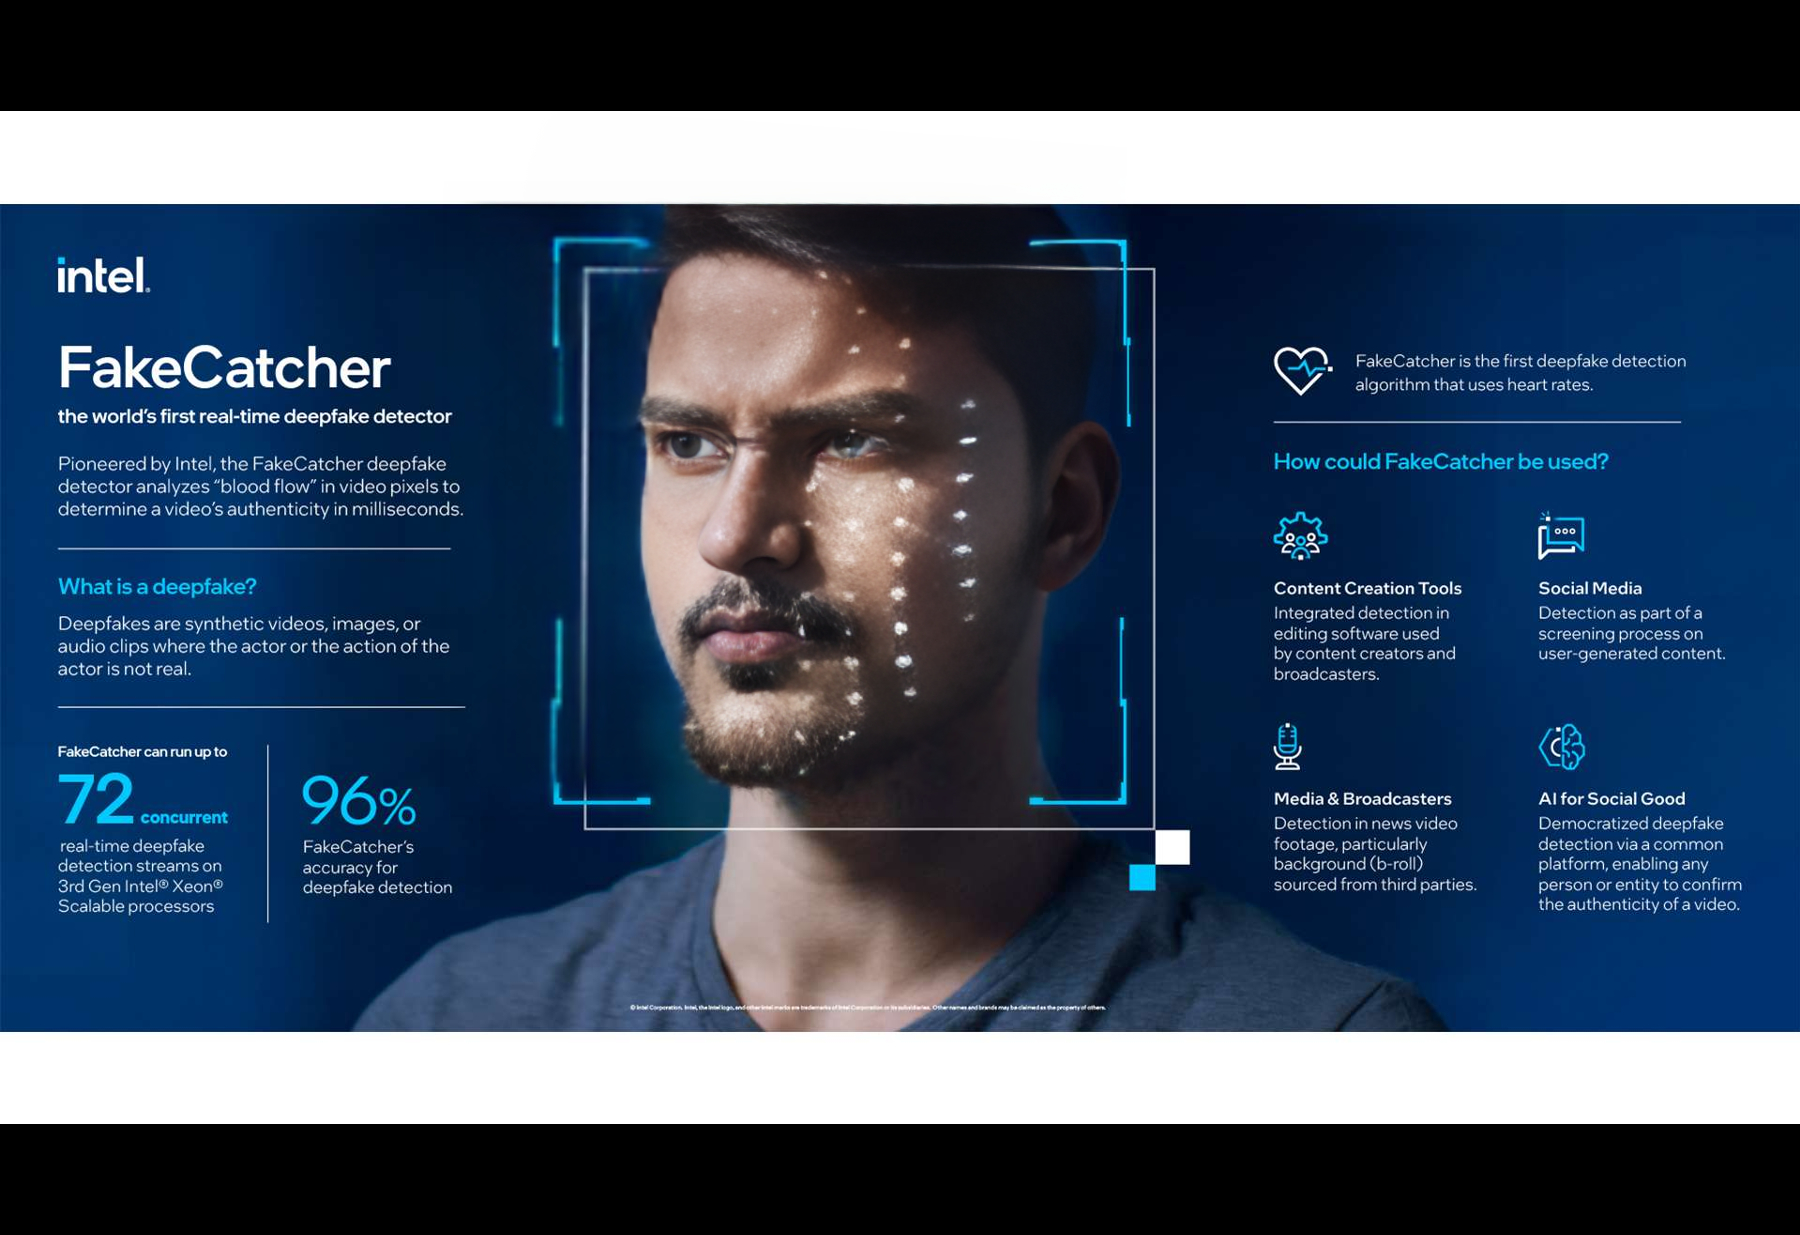 intel.
FakeCatcher
the world's first real-time deepfake detector
Pioneered by Intel, the FakeCatcher deepfake
detector analyzes “blood flow” in video pixels to
determine a video's authenticity in milliseconds.
What is a deepfake?
Deepfakes are synthetic videos, images, or
audio clips where the actor or the action of the
actor is not real.
FakeCatcher can run up to
72 concurrent
real-time deepfake
detection streams on
3rd Gen Intel® Xeon®
Scalable processors
96%
FakeCatcher's
accuracy for
deepfake detection
FakeCatcher is the first deepfake detection
algorithm that uses heart rates.
How could FakeCatcher be used?
Content Creation Tools
Integrated detection in
editing software used
by content creators and
broadcasters.
Social Media
Detection as part of a
screening process on
user-generated content.
Media & Broadcasters
Detection in news video
footage, particularly
background (b-roll)
sourced from third parties.
AI for Social Good
Democratized deepfake
detection via a common
platform, enabling any
person or entity to confirm
the authenticity of a video.
© Intel Corporation. Intel, the Intel logo, and other Intel marks are trademarks of Intel Corporation or its subsidiaries. Other names and brands may be claimed as the property of others.